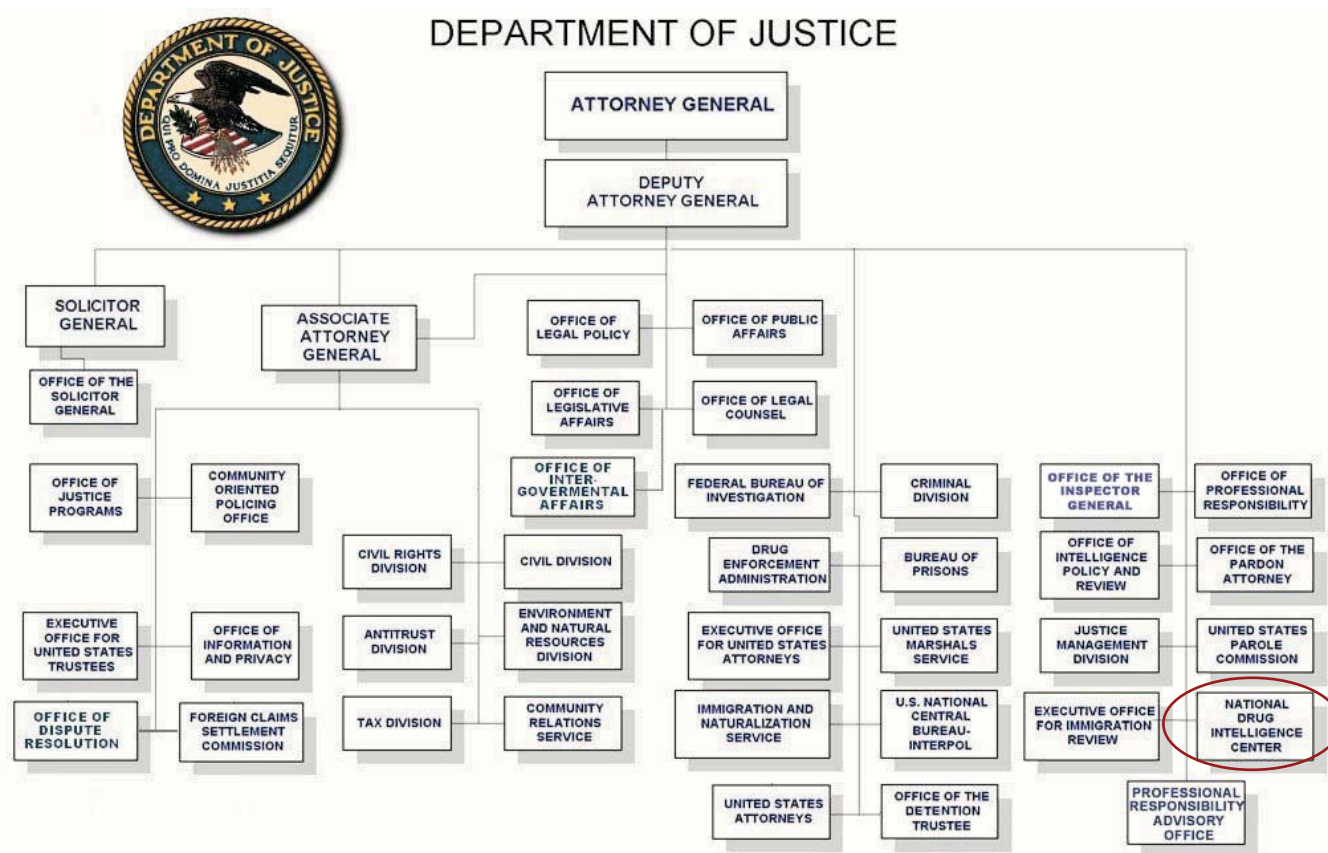 DEPARTMENT OF JUSTICE
DEPARTMENT OF JUSTICE
QUI PRO DOMINA JUSTITIA SEQUITUR
ATTORNEY GENERAL
DEPUTY
ATTORNEY GENERAL
SOLICITOR
GENERAL
ASSOCIATE
ATTORNEY
GENERAL
OFFICE OF
LEGAL POLICY
OFFICE OF PUBLIC
AFFAIRS
OFFICE OF THE
SOLICITOR
GENERAL
OFFICE OF
LEGISLATIVE
AFFAIRS
OFFICE OF LEGAL
COUNSEL
OFFICE OF
JUSTICE
PROGRAMS
COMMUNITY
ORIENTED
POLICING
OFFICE
OFFICE OF
INTER-
GOVERMENTAL
AFFAIRS
FEDERAL BUREAU OF
INVESTIGATION
CRIMINAL
DIVISION
OFFICE OF THE
INSPECTOR
GENERAL
OFFICE OF
PROFESSIONAL
RESPONSIBILITY
CIVIL RIGHTS
DIVISION
CIVIL DIVISION
DRUG
ENFORCEMENT
ADMINISTRATION
BUREAU OF
PRISONS
OFFICE OF
INTELLIGENCE
POLICY AND
REVIEW
OFFICE OF THE
PARDON
ATTORNEY
EXECUTIVE
OFFICE FOR
UNITED STATES
TRUSTEES
OFFICE OF
INFORMATION
AND PRIVACY
ANTITRUST
DIVISION
ENVIRONMENT
AND NATURAL
RESOURCES
DIVISION
EXECUTIVE OFFICE
FOR UNITED STATES
ATTORNEYS
UNITED STATES
MARSHALS
SERVICE
JUSTICE
MANAGEMENT
DIVISION
UNITED STATES
PAROLE
COMMISSION
OFFICE OF
DISPUTE
RESOLUTION
FOREIGN CLAIMS
SETTLEMENT
COMMISSION
TAX DIVISION
COMMUNITY
RELATIONS
SERVICE
IMMIGRATION AND
NATURALIZATION
SERVICE
U.S. NATIONAL
CENTRAL
BUREAU-
INTERPOL
EXECUTIVE OFFICE
FOR IMMIGRATION
REVIEW
NATIONAL
DRUG
INTELLIGENCE
CENTER
UNITED STATES
ATTORNEYS
OFFICE OF THE
DETENTION
TRUSTEE
PROFESSIONAL
RESPONSIBILITY
ADVISORY
OFFICE